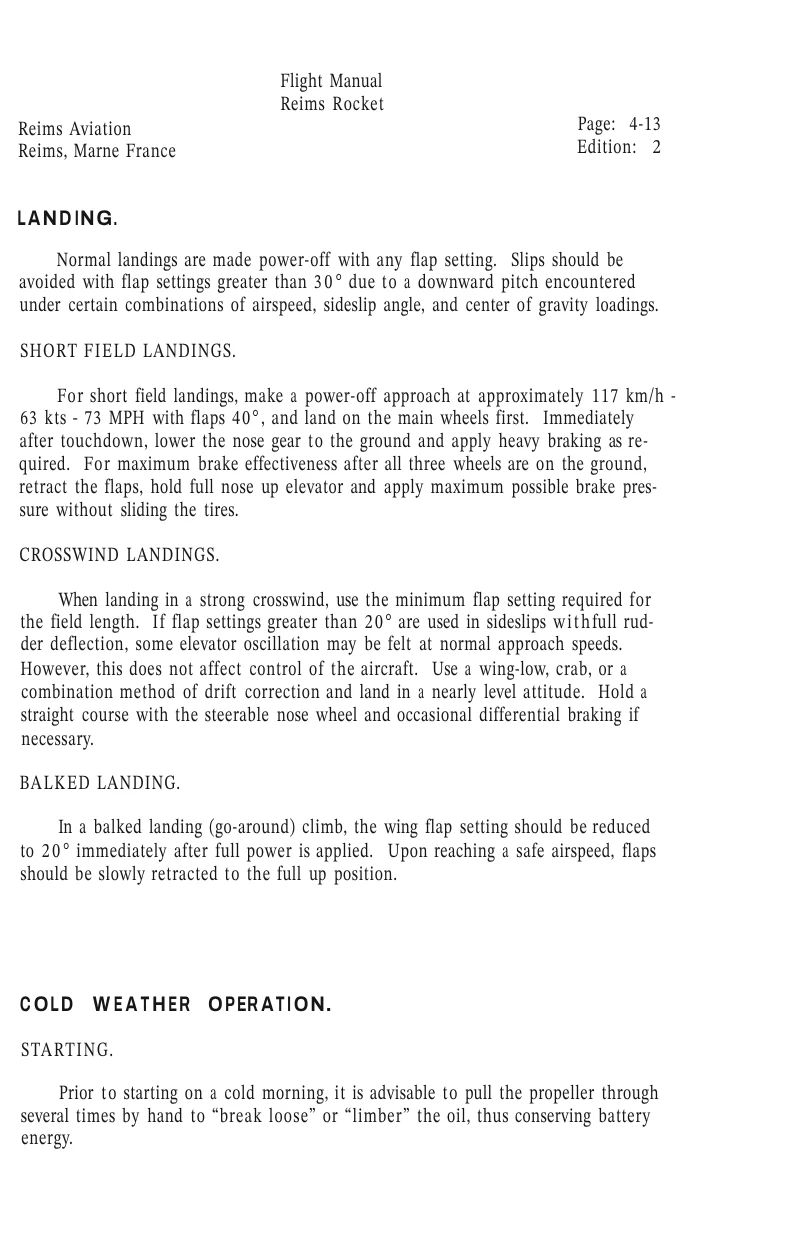 Flight Manual
Reims Rocket
Reims Aviation
Reims, Marne France
Page: 4-13
Edition: 2
LANDING.
Normal landings are made power-off with any flap setting. Slips should be
avoided with flap settings greater than 30° due to a downward pitch encountered
under certain combinations of airspeed, sideslip angle, and center of gravity loadings.
SHORT FIELD LANDINGS.
For short field landings, make a power-off approach at approximately 117 km/h -
63 kts - 73 MPH with flaps 40°, and land on the main wheels first. Immediately
after touchdown, lower the nose gear to the ground and apply heavy braking as re-
quired. For maximum brake effectiveness after all three wheels are on the ground,
retract the flaps, hold full nose up elevator and apply maximum possible brake pres-
sure without sliding the tires.
CROSSWIND LANDINGS.
When landing in a strong crosswind, use the minimum flap setting required for
the field length. If flap settings greater than 20° are used in sideslips with full rud-
der deflection, some elevator oscillation may be felt at normal approach speeds.
However, this does not affect control of the aircraft. Use a wing-low, crab, or a
combination method of drift correction and land in a nearly level attitude. Hold a
straight course with the steerable nose wheel and occasional differential braking if
necessary.
BALKED LANDING.
In a balked landing (go-around) climb, the wing flap setting should be reduced
to 20° immediately after full power is applied. Upon reaching a safe airspeed, flaps
should be slowly retracted to the full up position.
COLD WEATHER OPERATION.
STARTING.
Prior to starting on a cold morning, it is advisable to pull the propeller through
several times by hand to “break loose” or “limber” the oil, thus conserving battery
energy.